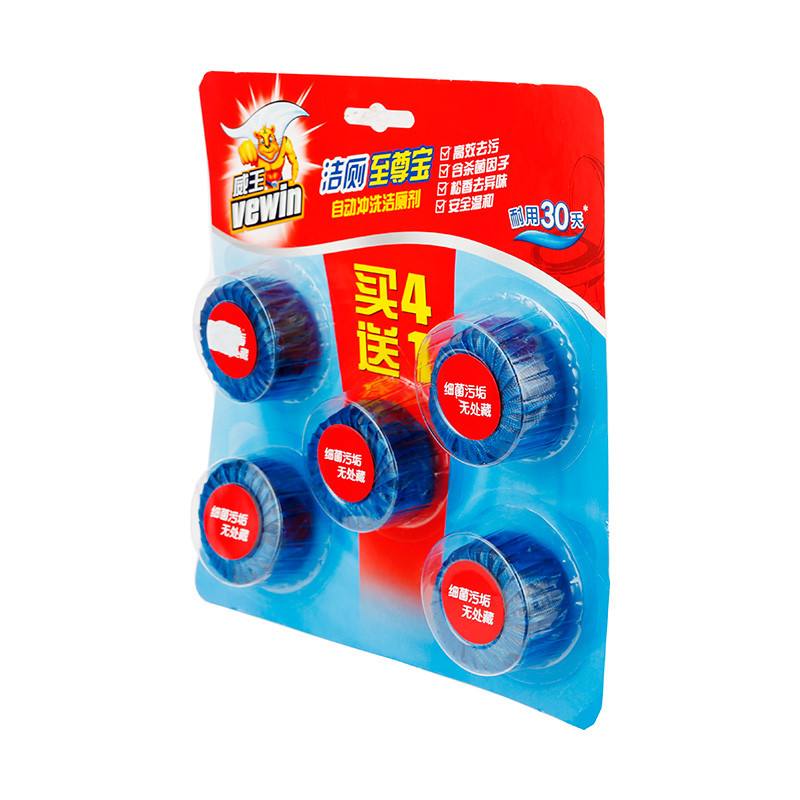 威王
vewin
洁厕至尊宝
自动冲洗洁厕剂
高效去污
含杀菌因子
松香去异味
安全温和
耐用30天*
买4
送1
细菌污垢
无处藏
细菌污垢
无处藏
细菌污垢
无处藏
细菌污垢
无处藏